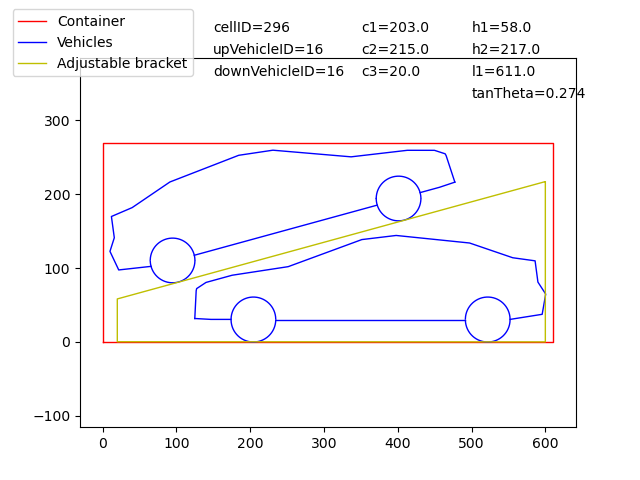 Container
Vehicles
Adjustable bracket
cellID=296 c1=203.0 h1=58.0
upVehicleID=16 c2=215.0 h2=217.0
downVehicleID=16 c3=20.0 l1=611.0
tanTheta=0.274
300
200
100
0
−100
0 100 200 300 400 500 600